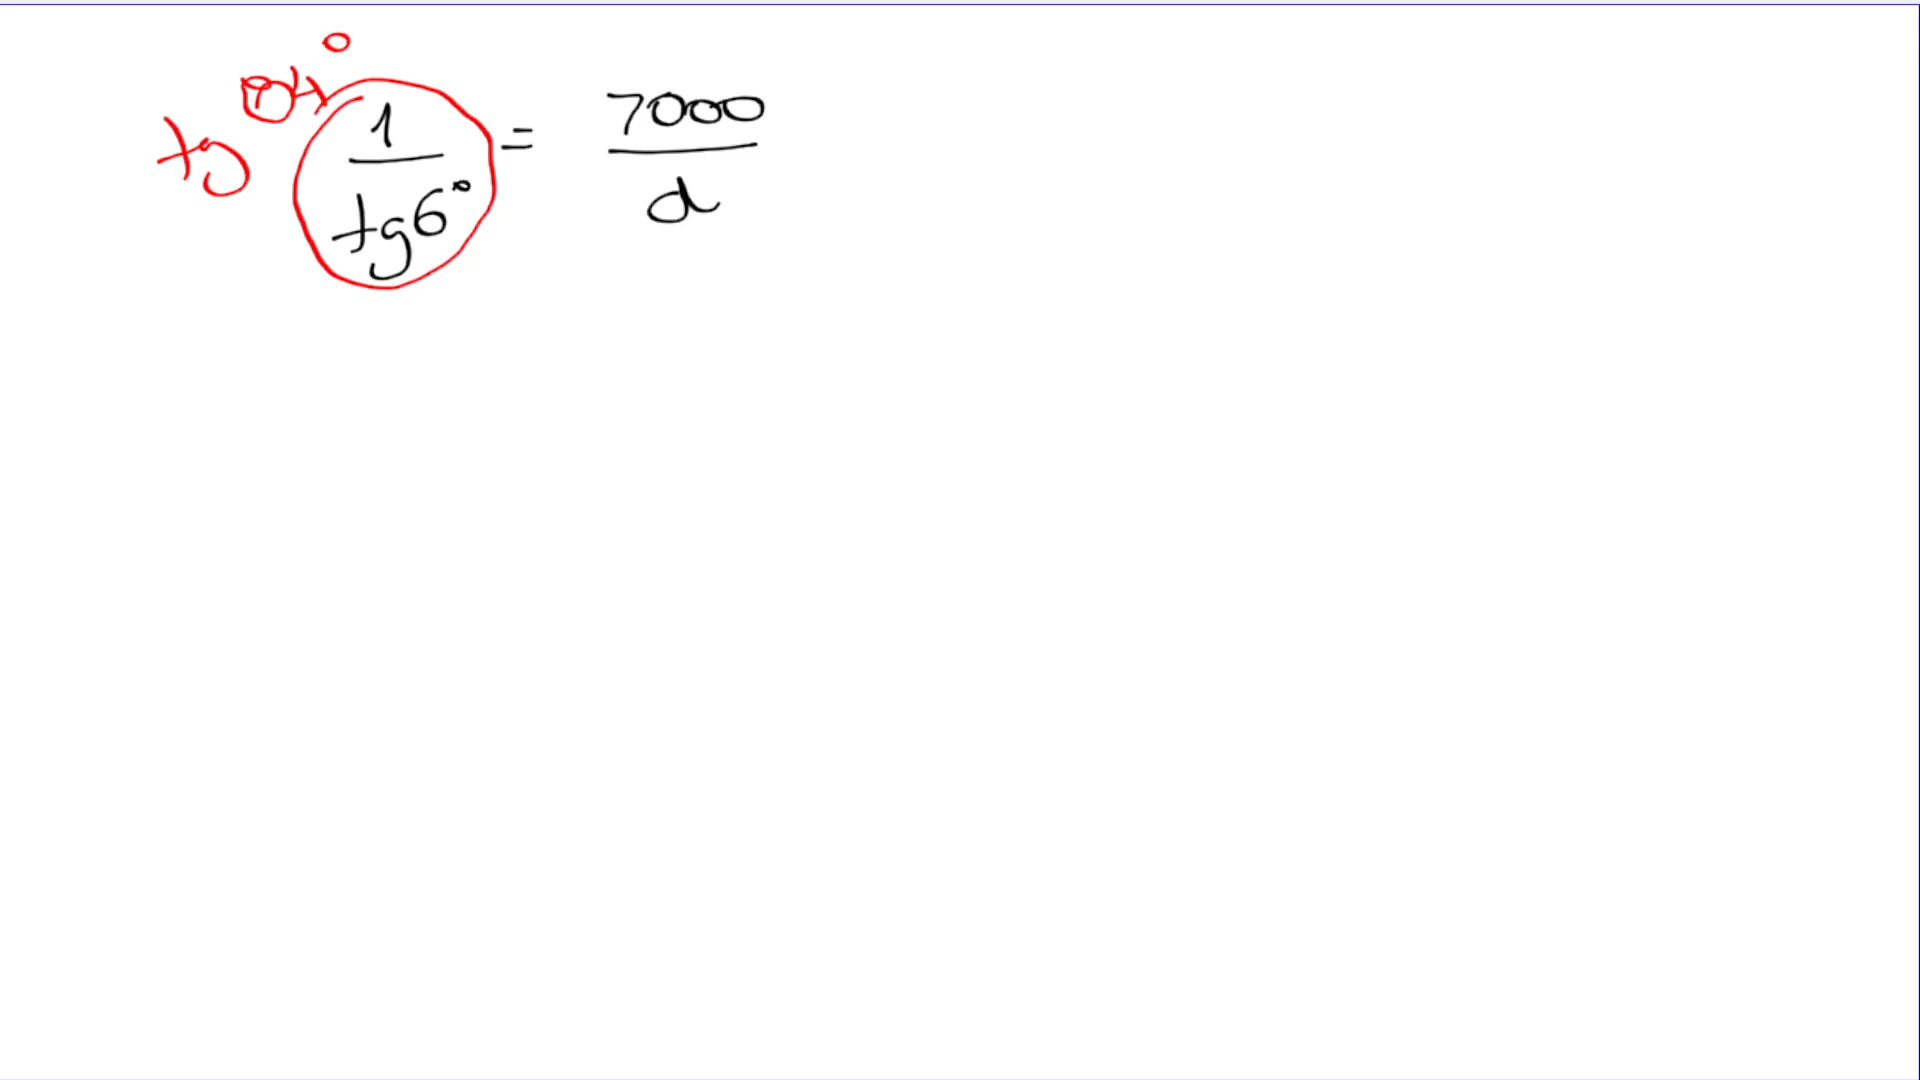 tg 84°
1/tg6° = 7000/d